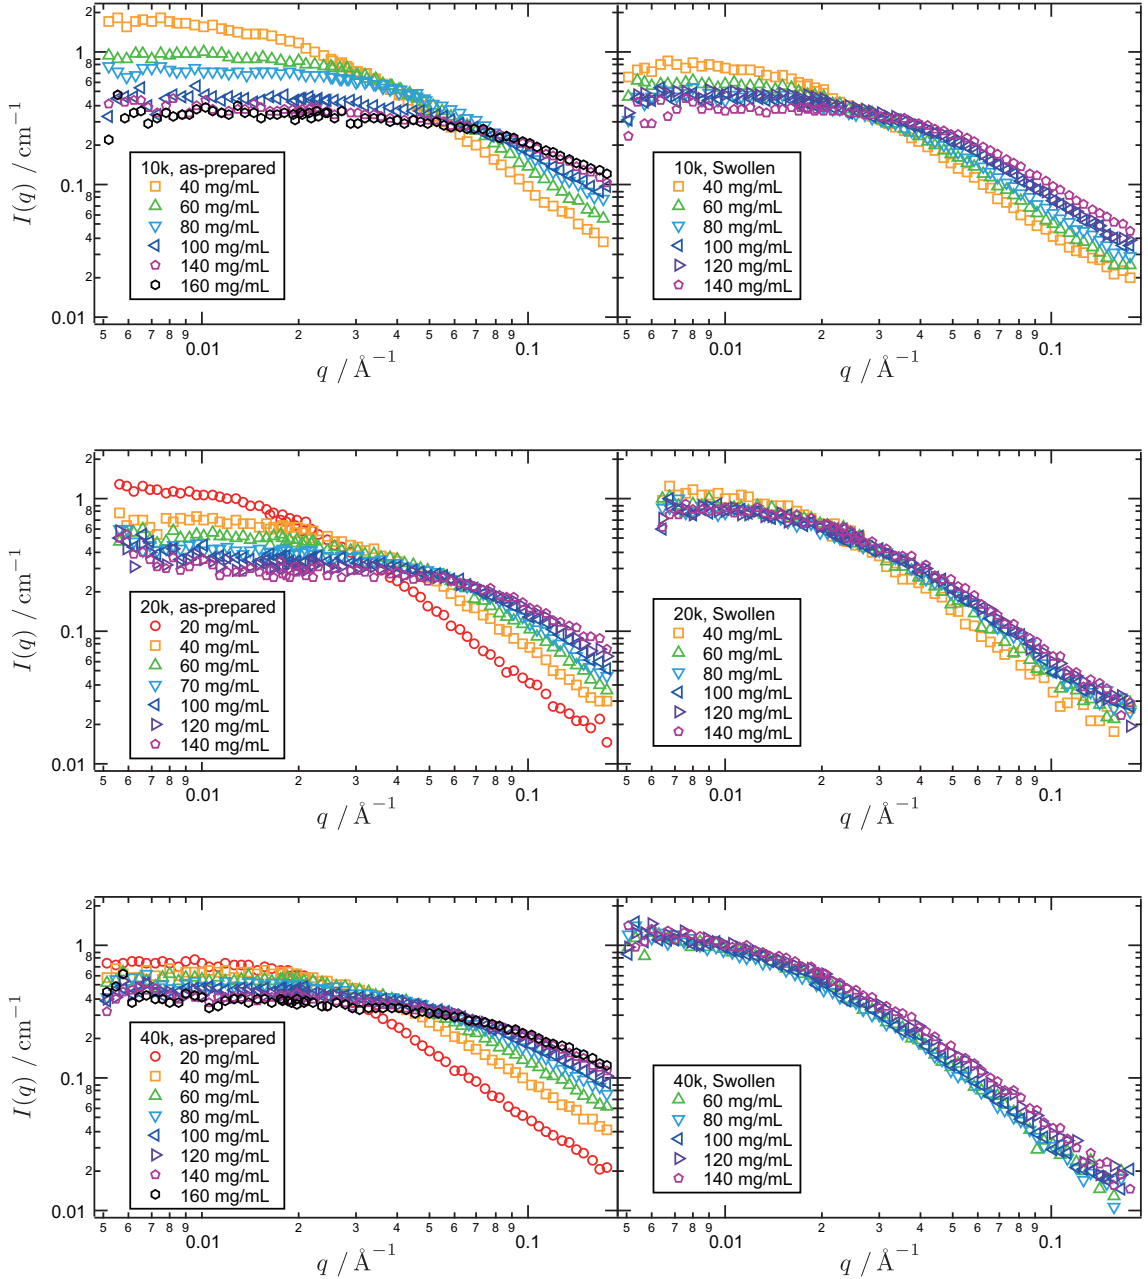 2
1
8
6
4
2
0.1
8
6
4
2
0.01
I(q) / cm⁻¹
10k, as-prepared
40 mg/mL
60 mg/mL
80 mg/mL
100 mg/mL
140 mg/mL
160 mg/mL
10k, Swollen
40 mg/mL
60 mg/mL
80 mg/mL
100 mg/mL
120 mg/mL
140 mg/mL
5 6 7 8 9 2 3 4 5 6 7 8 9 5 6 7 8 9 2 3 4 5 6 7 8 9
0.01 0.1 0.01 0.1
q / Å⁻¹ q / Å⁻¹
2
1
8
6
4
2
0.1
8
6
4
2
0.01
I(q) / cm⁻¹
20k, as-prepared
20 mg/mL
40 mg/mL
60 mg/mL
70 mg/mL
100 mg/mL
120 mg/mL
140 mg/mL
20k, Swollen
40 mg/mL
60 mg/mL
80 mg/mL
100 mg/mL
120 mg/mL
140 mg/mL
5 6 7 8 9 2 3 4 5 6 7 8 9 5 6 7 8 9 2 3 4 5 6 7 8 9
0.01 0.1 0.01 0.1
q / Å⁻¹ q / Å⁻¹
2
1
8
6
4
2
0.1
8
6
4
2
0.01
I(q) / cm⁻¹
40k, as-prepared
20 mg/mL
40 mg/mL
60 mg/mL
80 mg/mL
100 mg/mL
120 mg/mL
140 mg/mL
160 mg/mL
40k, Swollen
60 mg/mL
80 mg/mL
100 mg/mL
120 mg/mL
140 mg/mL
5 6 7 8 9 2 3 4 5 6 7 8 9 5 6 7 8 9 2 3 4 5 6 7 8 9
0.01 0.1 0.01 0.1
q / Å⁻¹ q / Å⁻¹